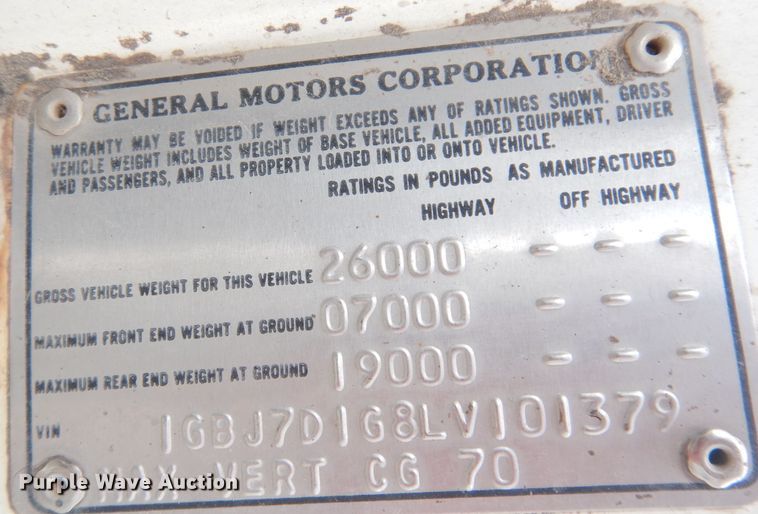 GENERAL MOTORS CORPORATION
WARRANTY MAY BE VOIDED IF WEIGHT EXCEEDS ANY OF RATINGS SHOWN. GROSS
VEHICLE WEIGHT INCLUDES WEIGHT OF BASE VEHICLE, ALL ADDED EQUIPMENT, DRIVER
AND PASSENGERS, AND ALL PROPERTY LOADED INTO OR ONTO VEHICLE.
RATINGS IN POUNDS AS MANUFACTURED
HIGHWAY OFF HIGHWAY
GROSS VEHICLE WEIGHT FOR THIS VEHICLE 26000 - - -
MAXIMUM FRONT END WEIGHT AT GROUND 07000 - - -
MAXIMUM REAR END WEIGHT AT GROUND 19000 - - -
VIN 1GBJ7D1G8LV101379
MAX VERT CG 70
Purple Wave Auction